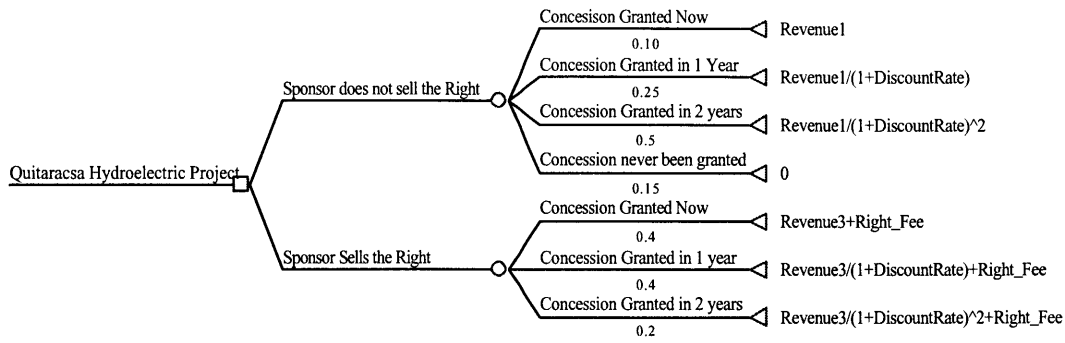 Concesison Granted Now
0.10
Revenue1
Concession Granted in 1 Year
0.25
Revenue1/(1+DiscountRate)
Sponsor does not sell the Right
Concession Granted in 2 years
0.5
Revenue1/(1+DiscountRate)^2
Concession never been granted
0.15
0
Quitaracsa Hydroelectric Project
Concession Granted Now
0.4
Revenue3+Right_Fee
Sponsor Sells the Right
Concession Granted in 1 year
0.4
Revenue3/(1+DiscountRate)+Right_Fee
Concession Granted in 2 years
0.2
Revenue3/(1+DiscountRate)^2+Right_Fee